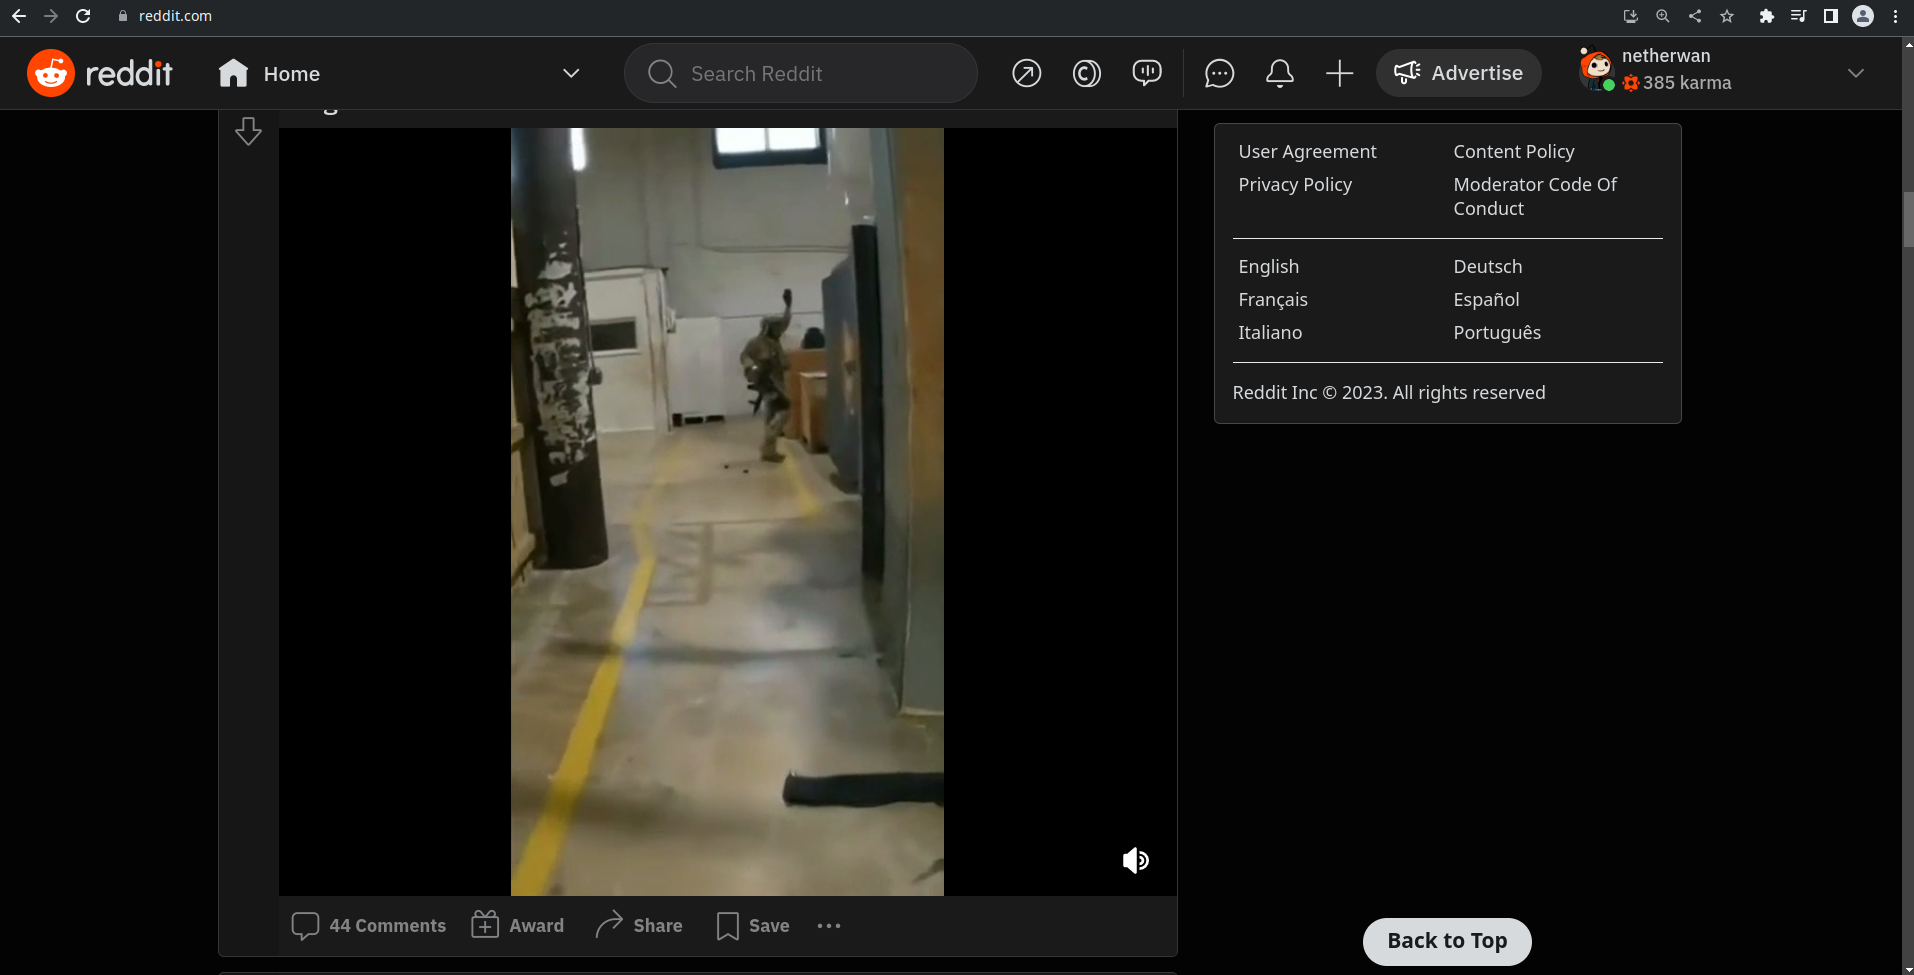 reddit.com
reddit
Home
Search Reddit
Advertise
netherwan
385 karma
User Agreement
Content Policy
Privacy Policy
Moderator Code Of
Conduct
English
Deutsch
Français
Español
Italiano
Português
Reddit Inc © 2023. All rights reserved
44 Comments
Award
Share
Save
Back to Top